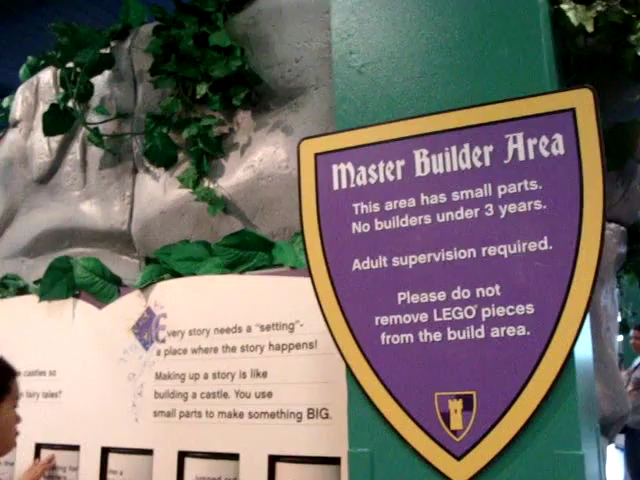 Master Builder Area
This area has small parts.
No builders under 3 years.
Adult supervision required.
Please do not
remove LEGO® pieces
from the build area.
Every story needs a "setting"-
a place where the story happens!
Making up a story is like
building a castle. You use
small parts to make something BIG.
castles so
fairy tales?